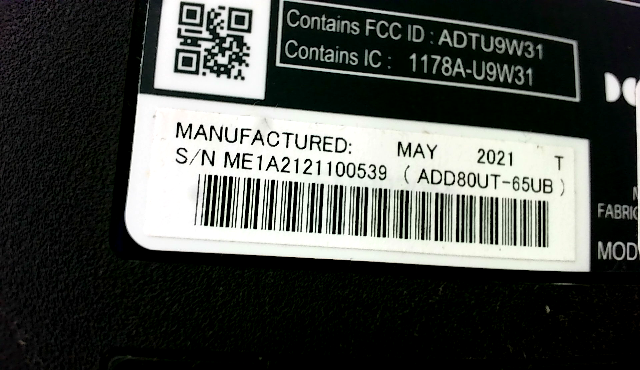 Contains FCC ID : ADTU9W31
Contains IC : 1178A-U9W31
MANUFACTURED: MAY 2021 T
S/N ME1A2121100539 ( ADD80UT-65UB )